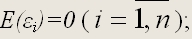 E(εᵢ)=0 ( i = 1, n̅ );